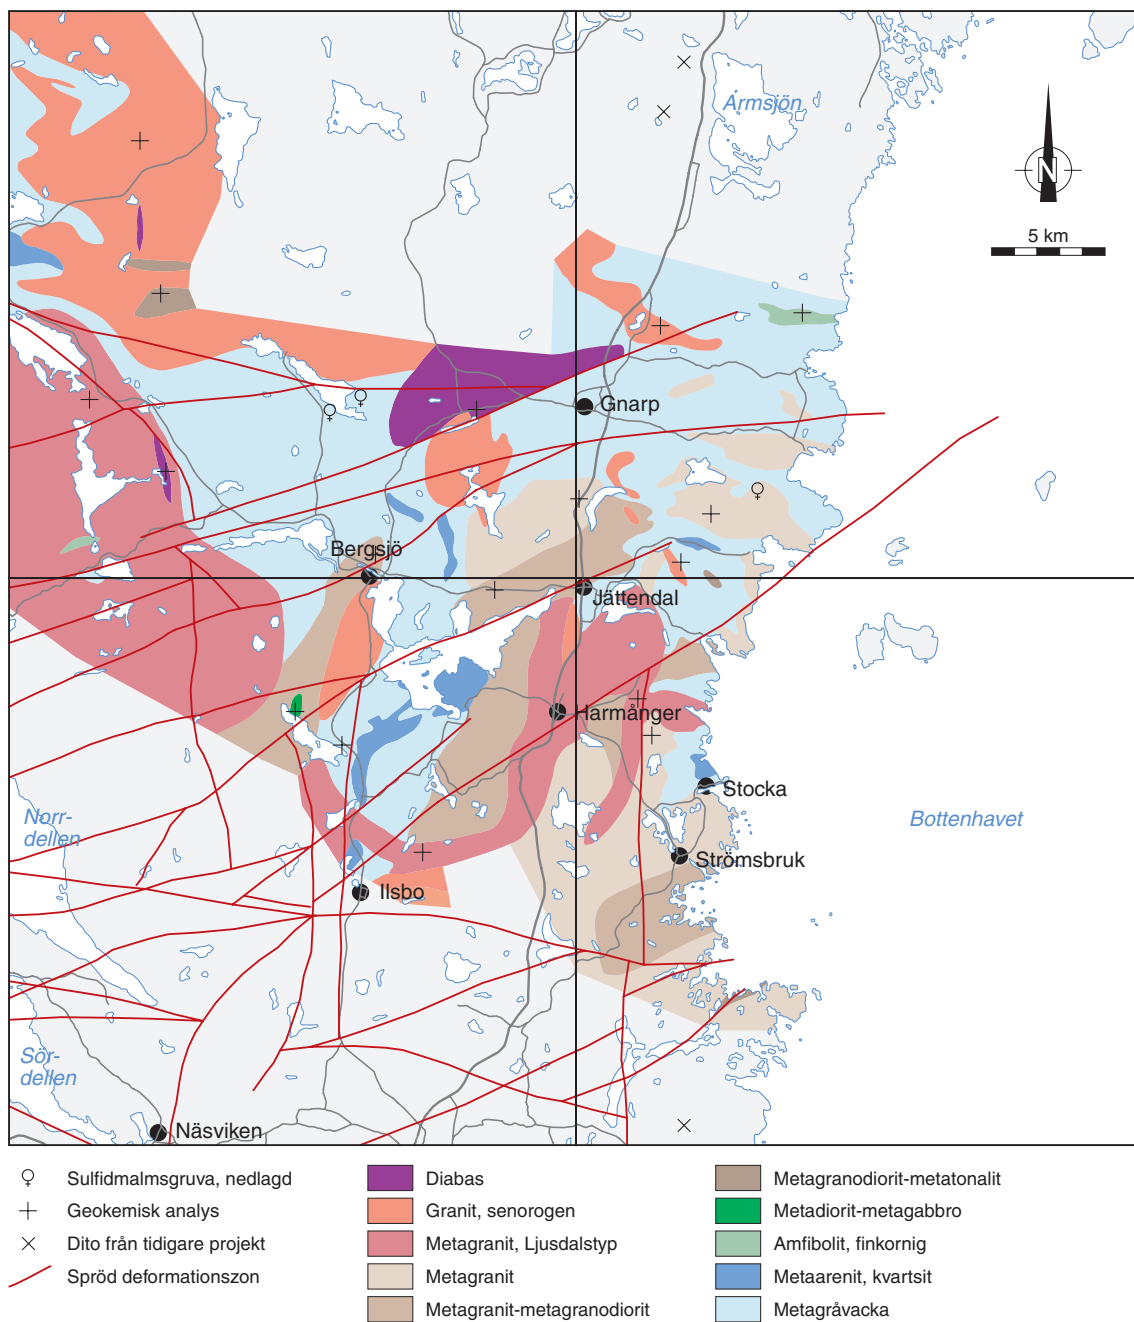 Armsjön
N
5 km
Gnarp
Bergsjö
Jättendal
Harmånger
Stocka
Norr-
dellen
Bottenhavet
Strömsbruk
Ilsbo
Sör-
dellen
Näsviken
Sulfidmalmsgruva, nedlagd
Geokemisk analys
Dito från tidigare projekt
Spröd deformationszon
Diabas
Granit, senorogen
Metagranit, Ljusdalstyp
Metagranit
Metagranit-metagranodiorit
Metagranodiorit-metatonalit
Metadiorit-metagabbro
Amfibolit, finkornig
Metaarenit, kvartsit
Metagråvacka